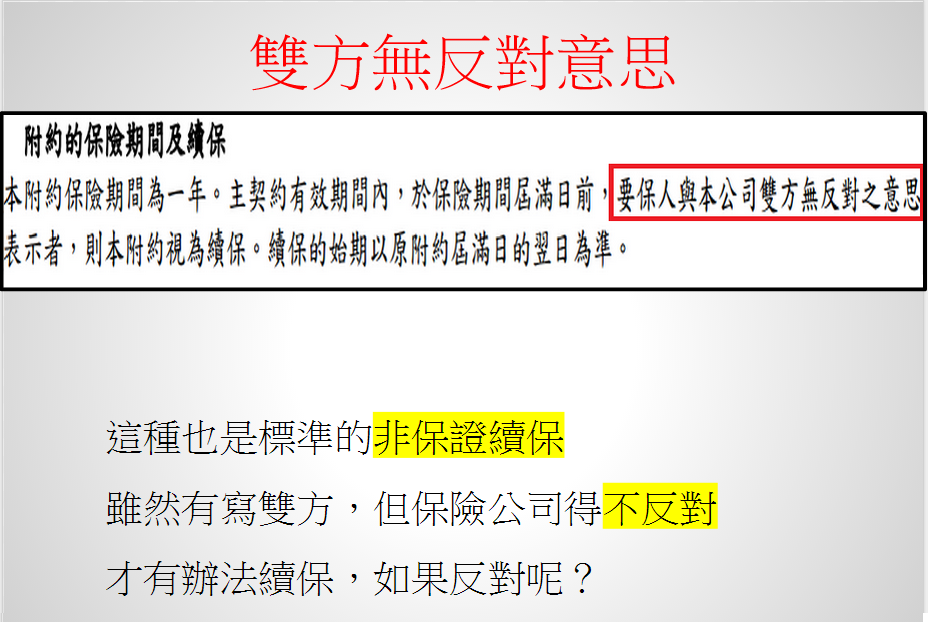 雙方無反對意思
附約的保險期間及續保
本附約保險期間為一年。主契約有效期間內，於保險期間屆滿日前，要保人與本公司雙方無反對之意思
表示者，則本附約視為續保。續保的始期以原附約屆滿日的翌日為準。
這種也是標準的非保證續保
雖然有寫雙方，但保險公司得不反對
才有辦法續保，如果反對呢？